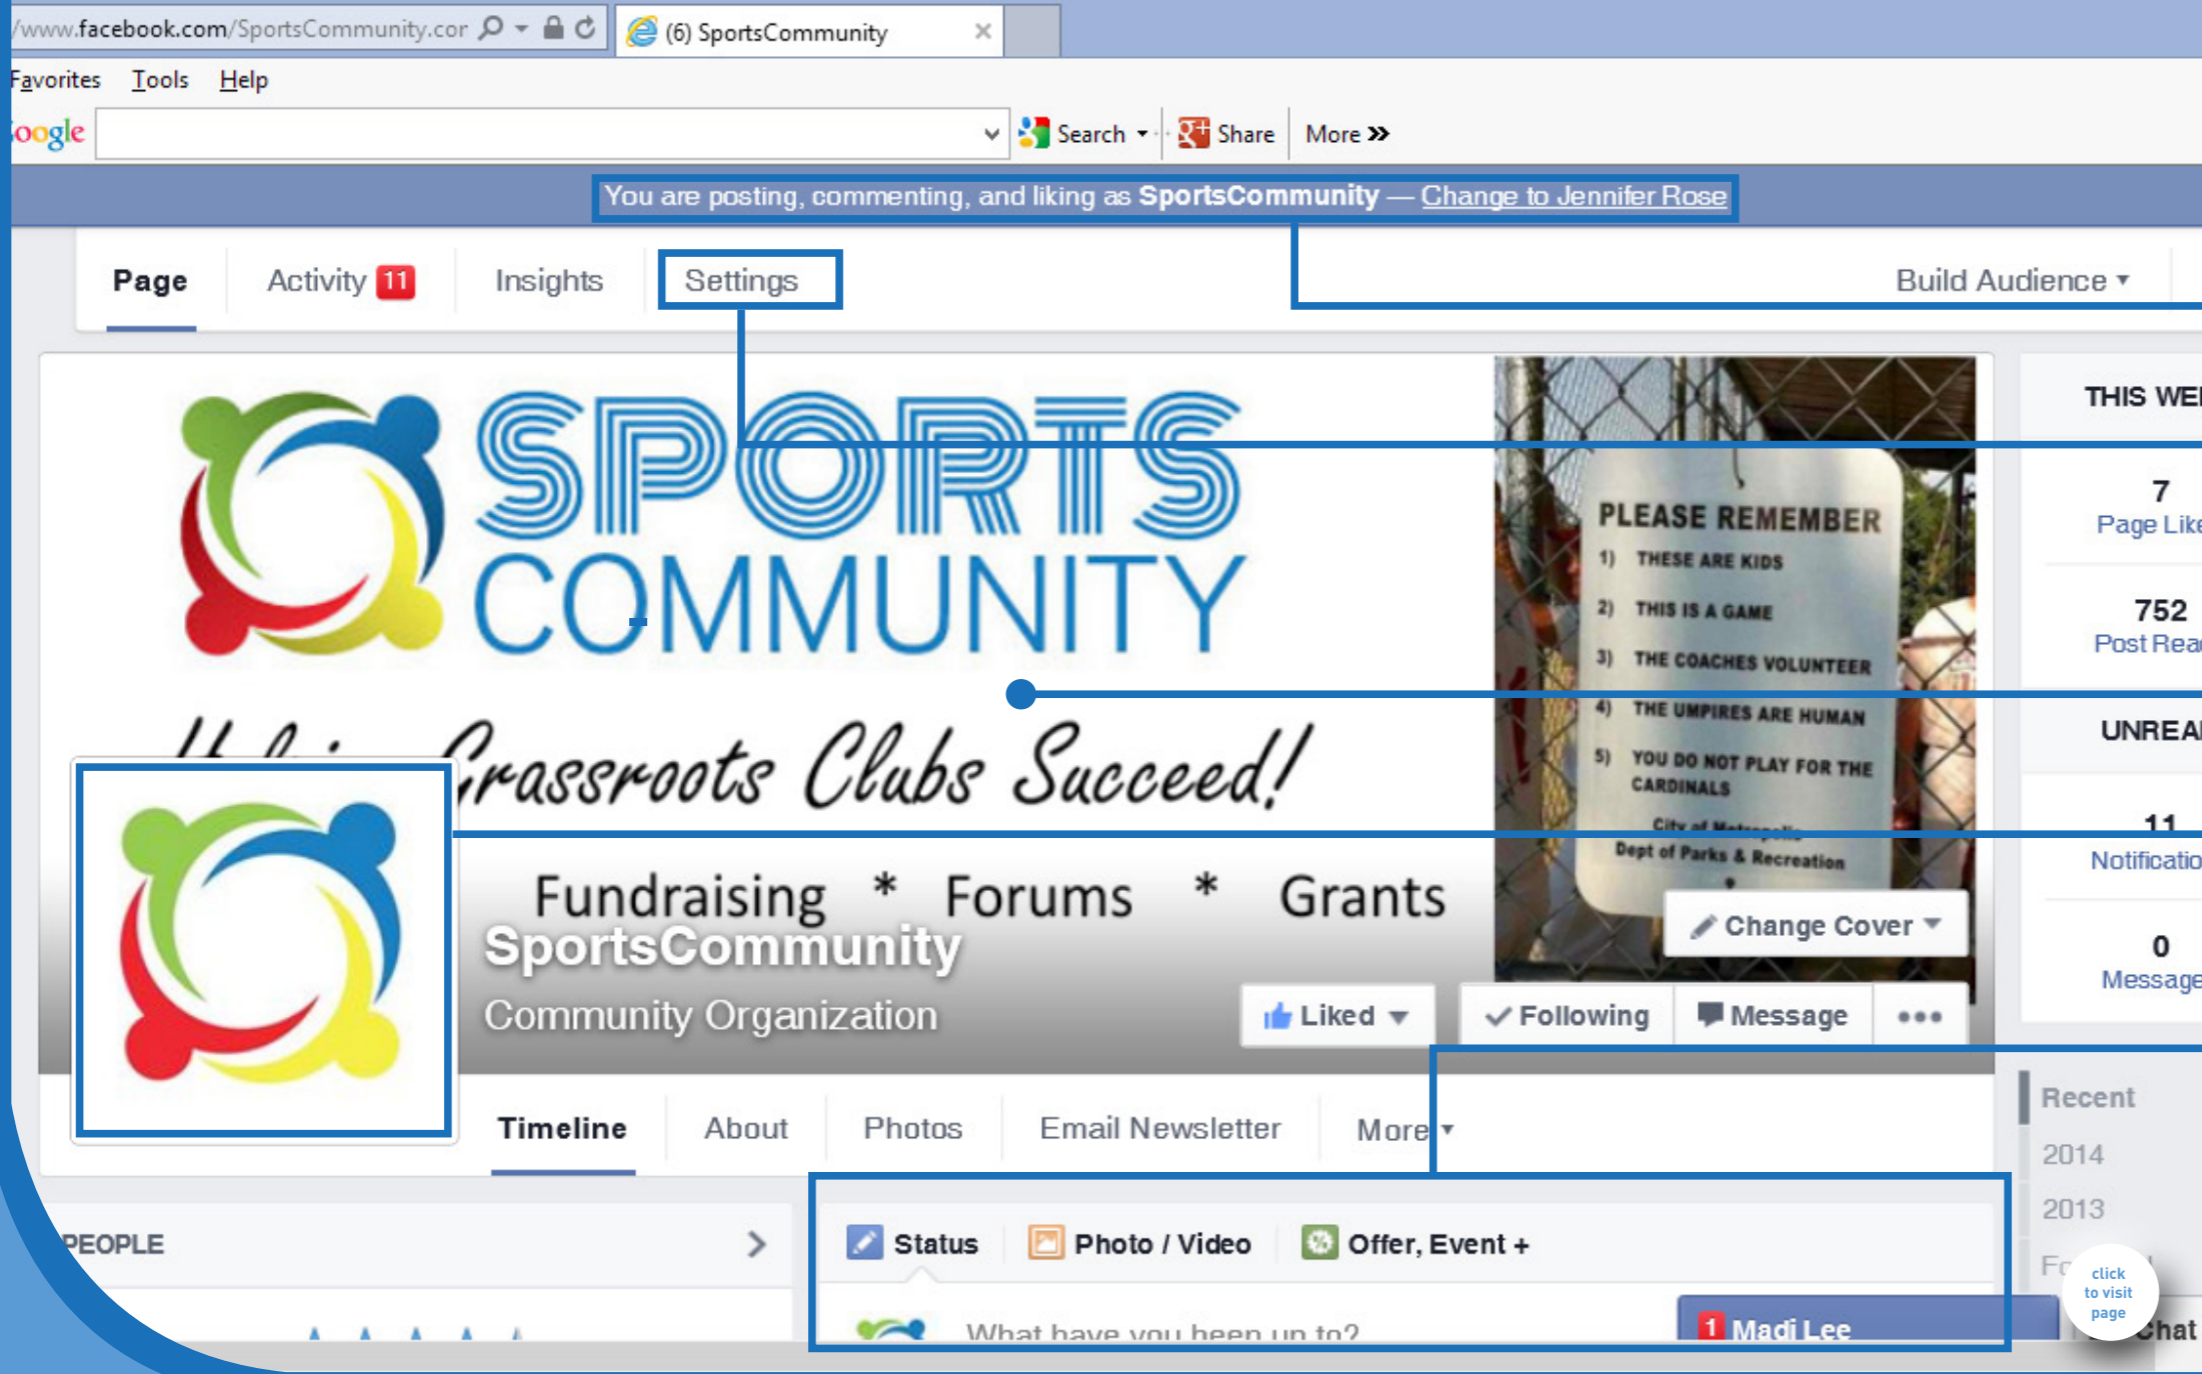 /www.facebook.com/SportsCommunity.cor
(6) SportsCommunity
Favorites Tools Help
oogle Search Share More »
You are posting, commenting, and liking as SportsCommunity — Change to Jennifer Rose
Page Activity 11 Insights Settings Build Audience
SPORTS
COMMUNITY
Grassroots Clubs Succeed!
Fundraising * Forums * Grants
PLEASE REMEMBER
1) THESE ARE KIDS
2) THIS IS A GAME
3) THE COACHES VOLUNTEER
4) THE UMPIRES ARE HUMAN
5) YOU DO NOT PLAY FOR THE
CARDINALS
City of
Dept of Parks & Recreation
Change Cover
SportsCommunity
Community Organization
Liked Following Message •••
THIS WE
7
Page Like
752
Post Rea
UNREA
11
Notificatio
0
Message
Timeline About Photos Email Newsletter More
Recent
2014
2013
PEOPLE
Status Photo / Video Offer, Event +
What have you been up to?
1 Madi Lee
click
to visit
page
Chat